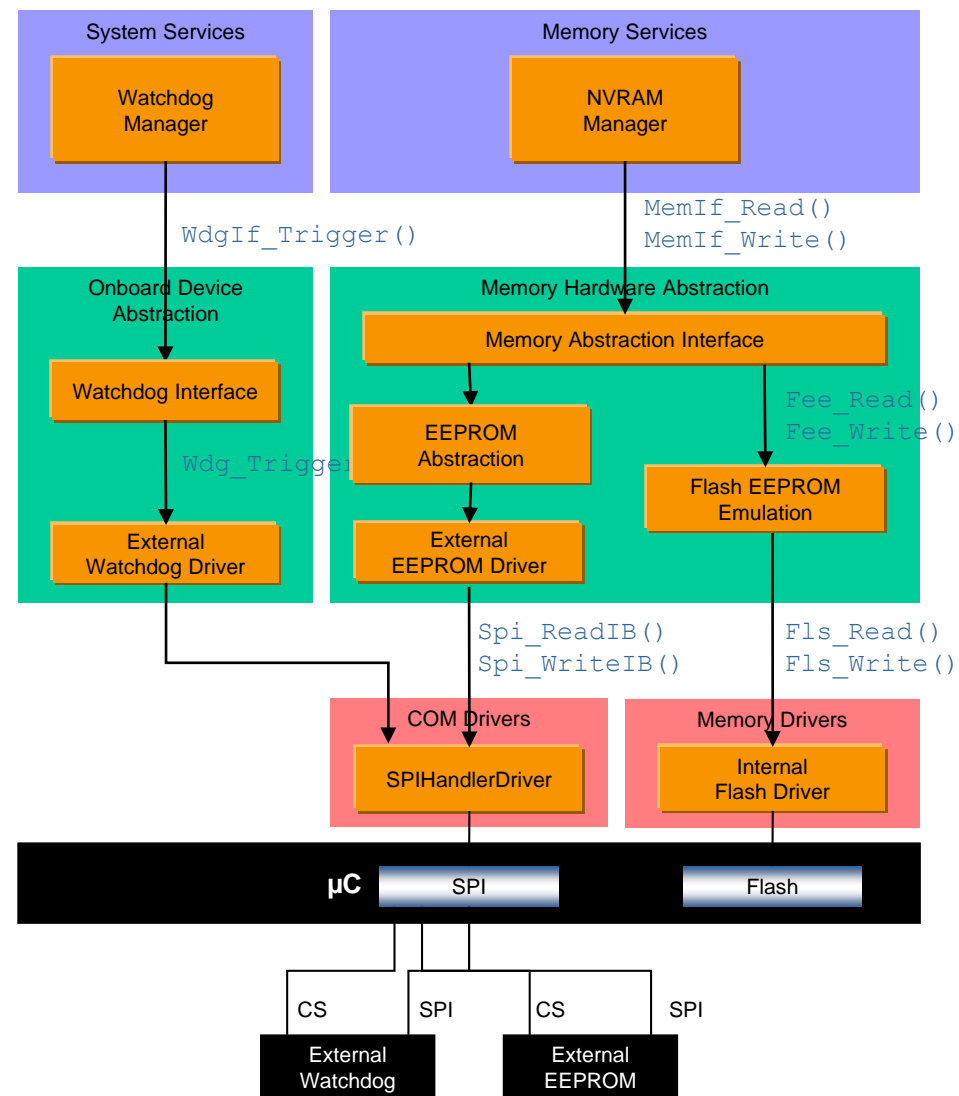 System Services
Memory Services
Watchdog
Manager
NVRAM
Manager
WdgIf_Trigger()
MemIf_Read()
MemIf_Write()
Onboard Device
Abstraction
Memory Hardware Abstraction
Memory Abstraction Interface
Watchdog Interface
Fee_Read()
Fee_Write()
EEPROM
Abstraction
Wdg_Trigger
Flash EEPROM
Emulation
External
Watchdog Driver
External
EEPROM Driver
Spi_ReadIB()
Spi_WriteIB()
Fls_Read()
Fls_Write()
COM Drivers
Memory Drivers
SPIHandlerDriver
Internal
Flash Driver
µC
SPI
Flash
CS
SPI
CS
SPI
External
Watchdog
External
EEPROM